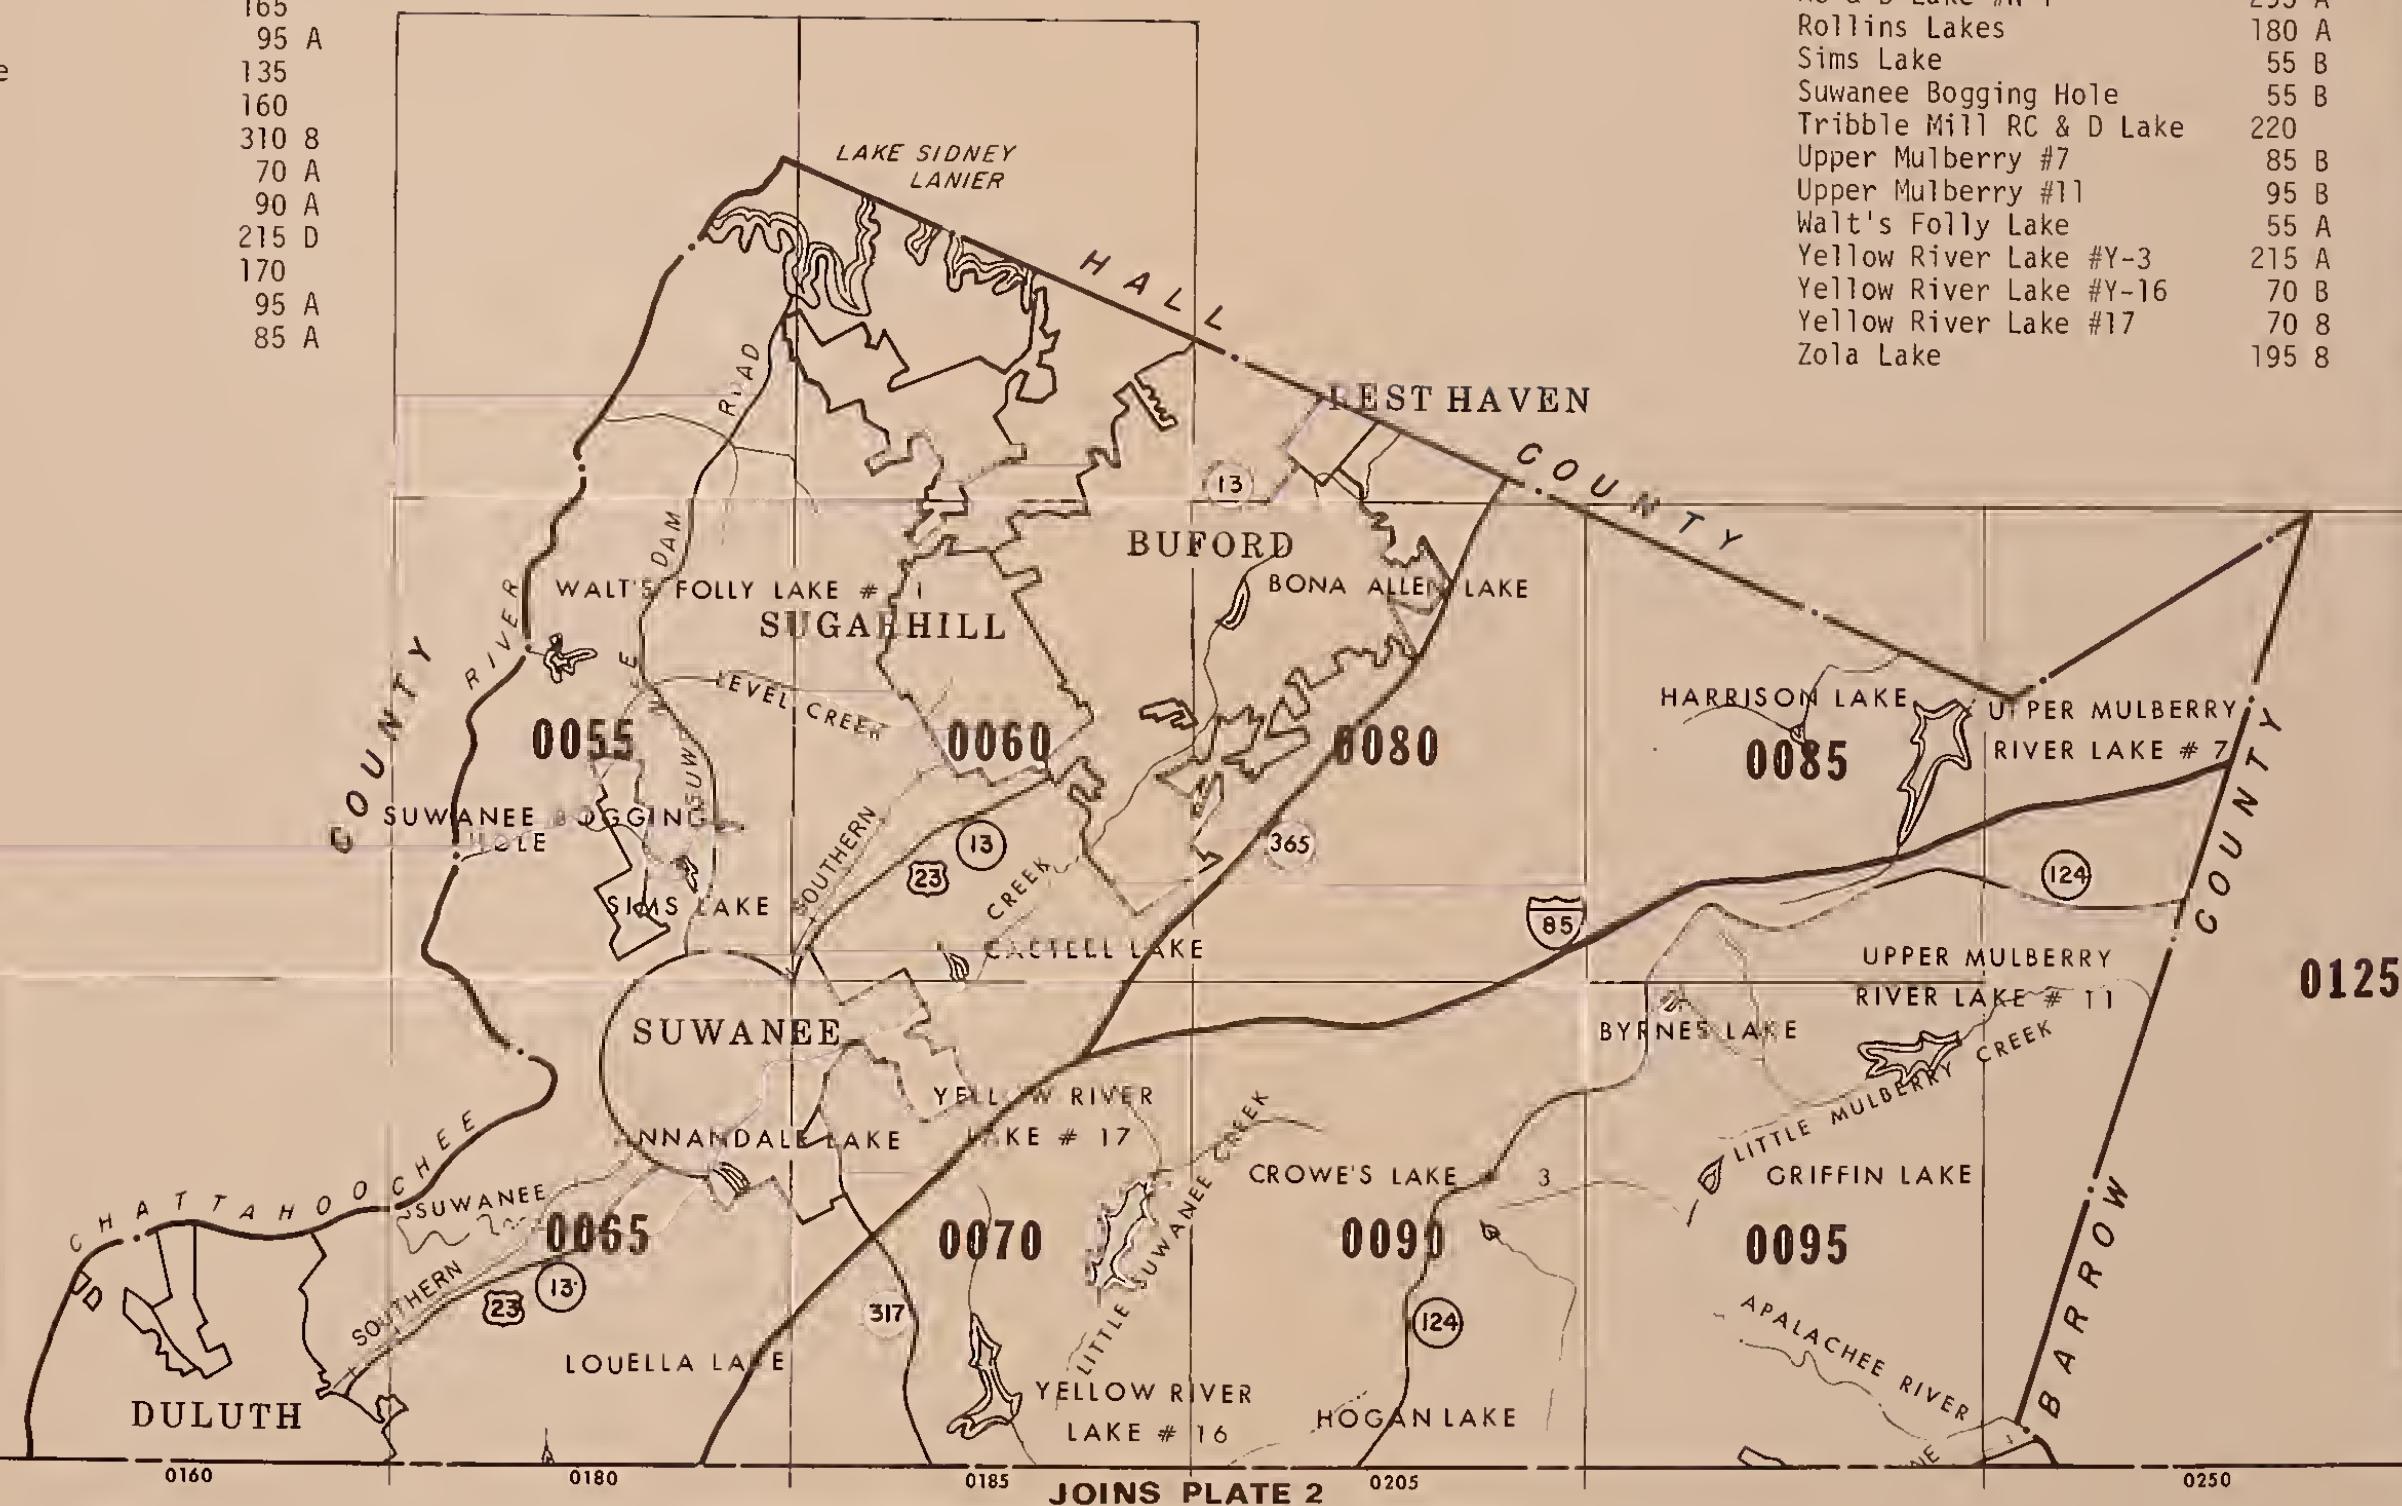 165
95 A
135
160
310 8
70 A
90 A
215 D
170
95 A
85 A
Rollins Lakes 180 A
Sims Lake 55 B
Suwanee Bogging Hole 55 B
Tribble Mill RC & D Lake 220
Upper Mulberry #7 85 B
Upper Mulberry #11 95 B
Walt's Folly Lake 55 A
Yellow River Lake #Y-3 215 A
Yellow River Lake #Y-16 70 B
Yellow River Lake #17 70 8
Zola Lake 195 8
LAKE SIDNEY
LANIER
HALL
COUNTY
REST HAVEN
ROAD
DAM
13
BUFORD
BONA ALLEN LAKE
WALT'S FOLLY LAKE # 1
SUGAR HILL
RIVER
COUNTY
SUWANEE
LEVEL CREEK
0055
0060
0080
HARRISON LAKE
0085
UPPER MULBERRY
RIVER LAKE # 7
COUNTY
SUWANEE BOGGING
HOLE
SIMS LAKE
SOUTHERN
23
13
CREEK
365
CASTELL LAKE
85
124
UPPER MULBERRY
RIVER LAKE # 11
0125
SUWANEE
BYRNES LAKE
LITTLE MULBERRY CREEK
YELLOW RIVER
LAKE # 17
ANNANDALE LAKE
LITTLE SUWANEE CREEK
CROWE'S LAKE
3
GRIFFIN LAKE
CHATTAHOOCHEE
SUWANEE
0065
0070
0090
0095
BARROW
SOUTHERN
23
13
317
124
APALACHEE RIVER
LOUELLA LAKE
DULUTH
YELLOW RIVER
LAKE # 16
HOGAN LAKE
0160
0180
0185
0205
0250
JOINS PLATE 2